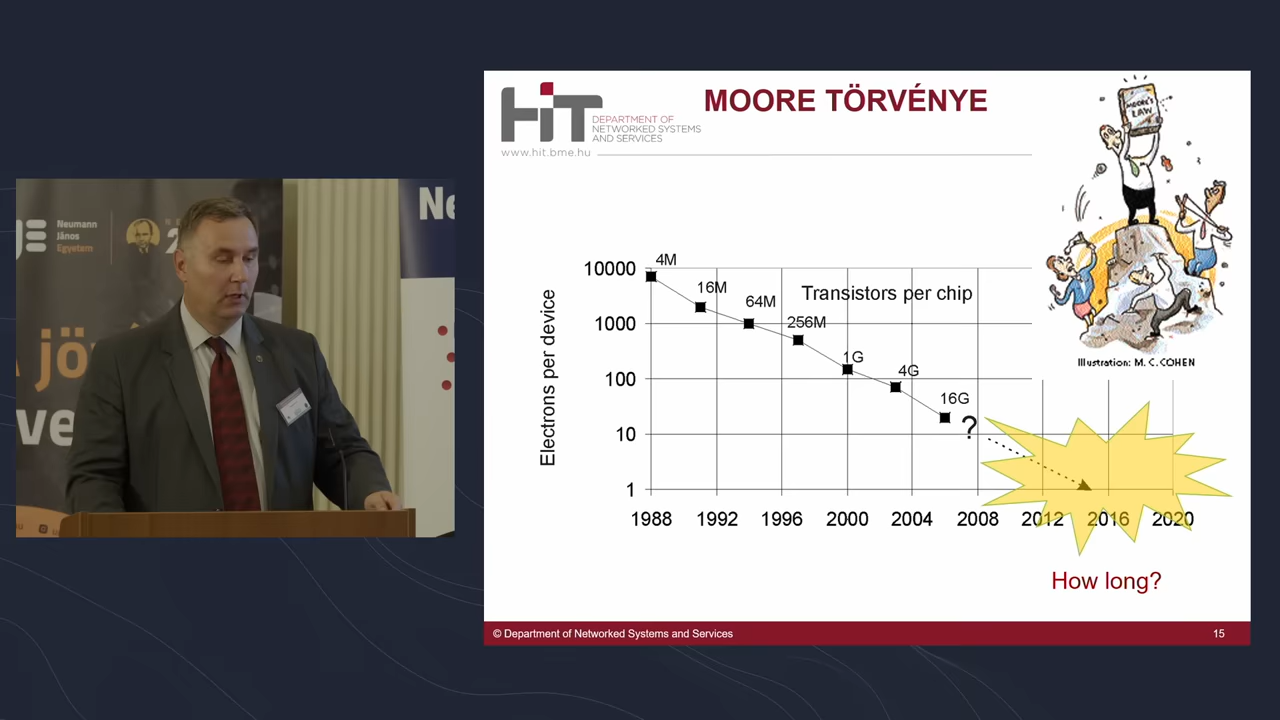 Neumann
János
Egyetem
2
Ne
jö
ve
HiT
DEPARTMENT OF
NETWORKED SYSTEMS
AND SERVICES
www.hit.bme.hu
MOORE TÖRVÉNYE
MOORE'S
LAW
Illustration: M. C. COHEN
Electrons per device
10000
1000
100
10
1
4M
16M
64M
256M
1G
4G
16G
?
Transistors per chip
1988 1992 1996 2000 2004 2008 2012 2016 2020
How long?
© Department of Networked Systems and Services
15